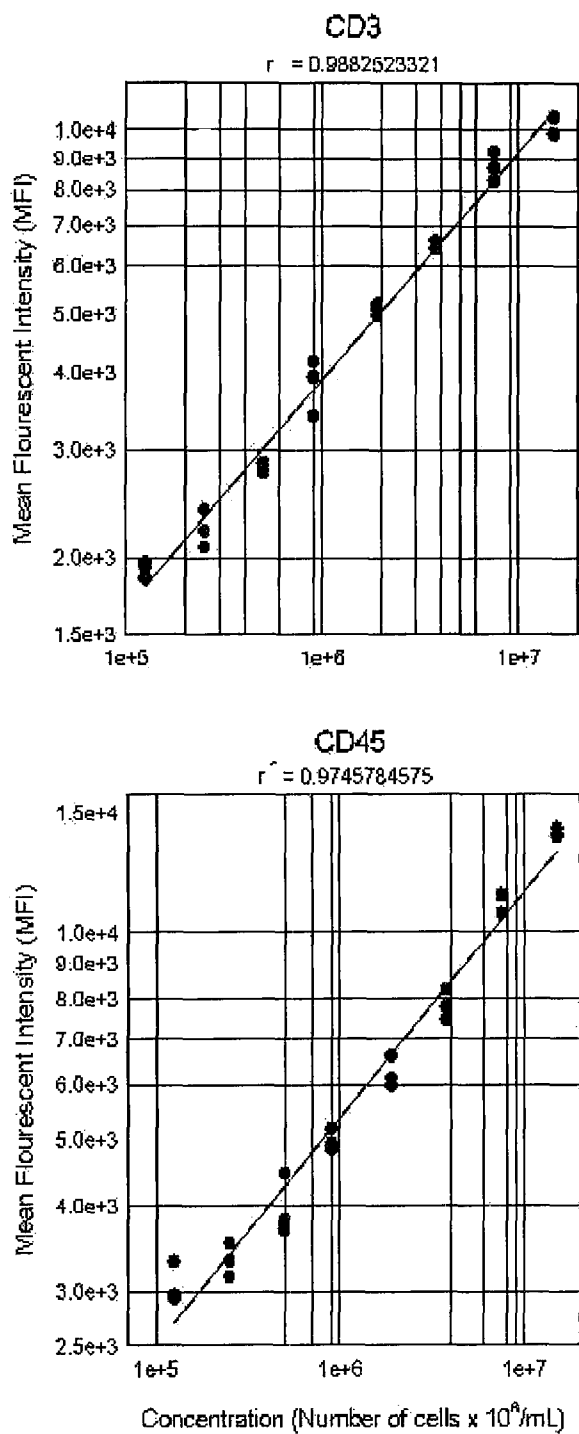 CD3
r = 0.9882523321
Mean Flourescent Intensity (MFI)
1.0e+4
9.0e+3
8.0e+3
7.0e+3
6.0e+3
5.0e+3
4.0e+3
3.0e+3
2.0e+3
1.5e+3
1e+5 1e+6 1e+7
CD45
r = 0.9745784575
Mean Flourescent Intensity (MFI)
1.5e+4
1.0e+4
9.0e+3
8.0e+3
7.0e+3
6.0e+3
5.0e+3
4.0e+3
3.0e+3
2.5e+3
1e+5 1e+6 1e+7
Concentration (Number of cells x